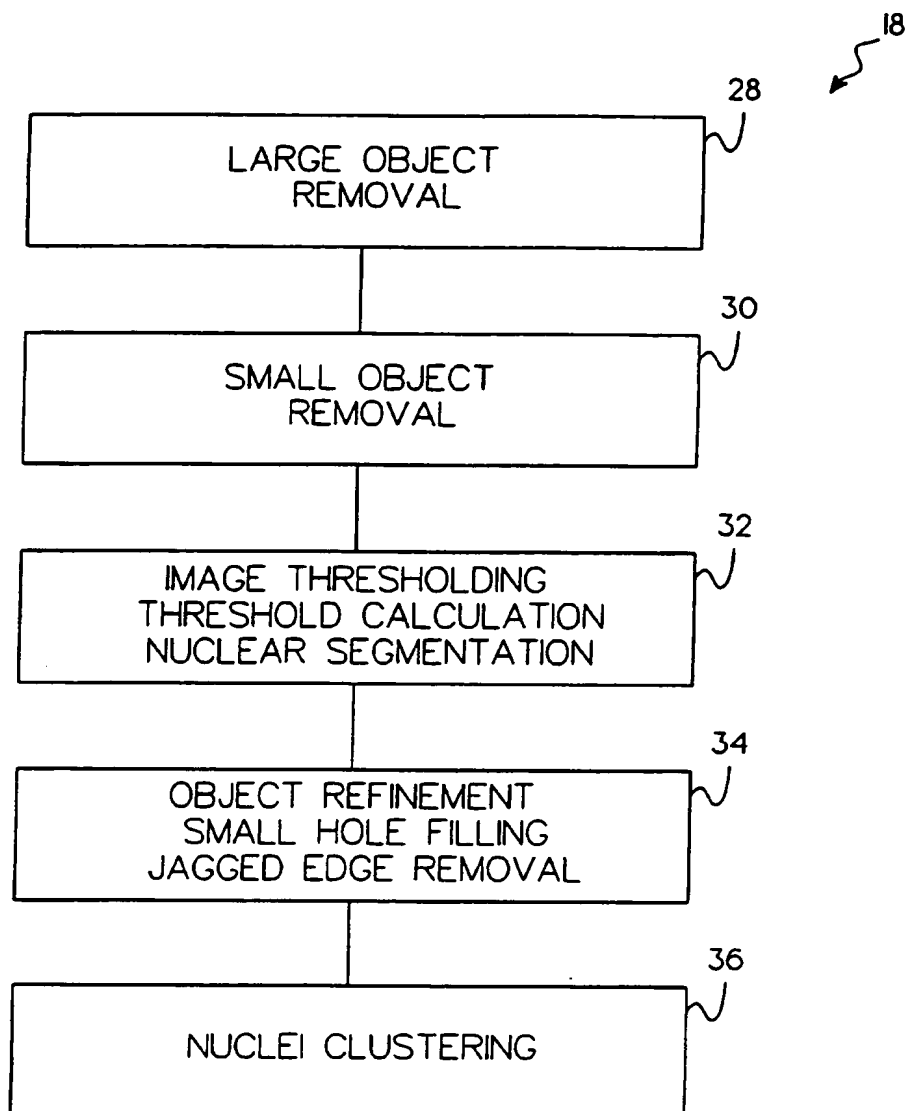 18
28
LARGE OBJECT
REMOVAL
30
SMALL OBJECT
REMOVAL
32
IMAGE THRESHOLDING
THRESHOLD CALCULATION
NUCLEAR SEGMENTATION
34
OBJECT REFINEMENT
SMALL HOLE FILLING
JAGGED EDGE REMOVAL
36
NUCLEI CLUSTERING